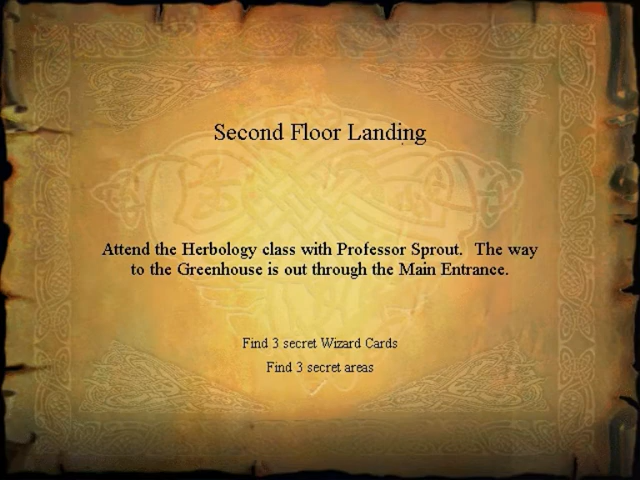 Second Floor Landing
Attend the Herbology class with Professor Sprout.  The way
to the Greenhouse is out through the Main Entrance.
Find 3 secret Wizard Cards
Find 3 secret areas